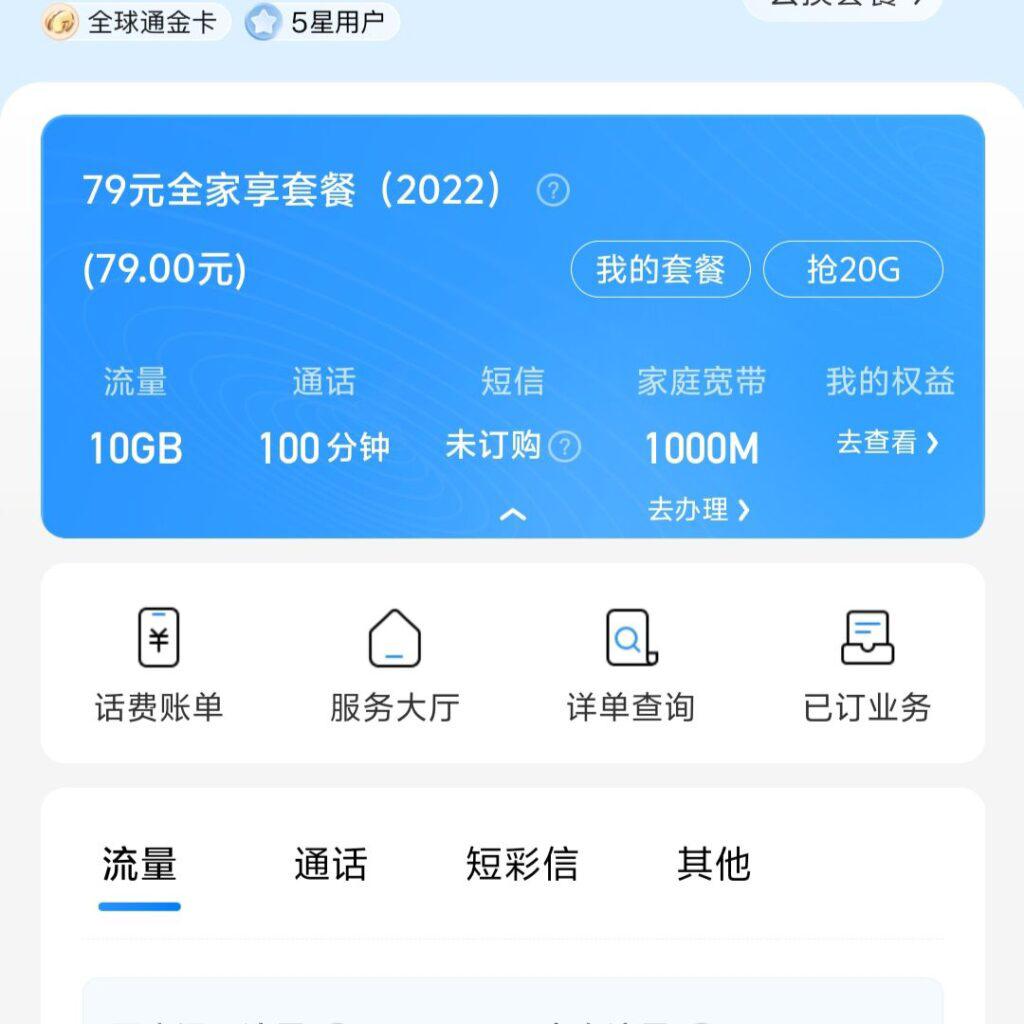 全球通金卡 5星用户
79元全家享套餐（2022） ?
(79.00元) 我的套餐 抢20G
流量 通话 短信 家庭宽带 我的权益
10GB 100分钟 未订购 ? 1000M 去查看 >
去办理 >
话费账单 服务大厅 详单查询 已订业务
流量 通话 短彩信 其他